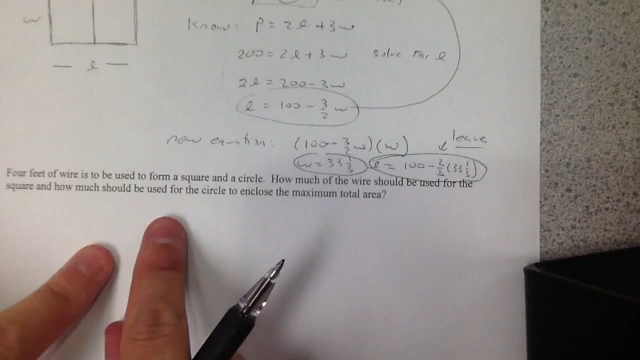 w
l
Know: P = 2l + 3w
200 = 2l + 3w solve for l
2l = 200 - 3w
l = 100 - 3/2 w
new equation: (100 - 3/2 w)(w) leave
w = 33 1/3 l = 100 - 2/3 (33 1/3)
Four feet of wire is to be used to form a square and a circle. How much of the wire should be used for the
square and how much should be used for the circle to enclose the maximum total area?